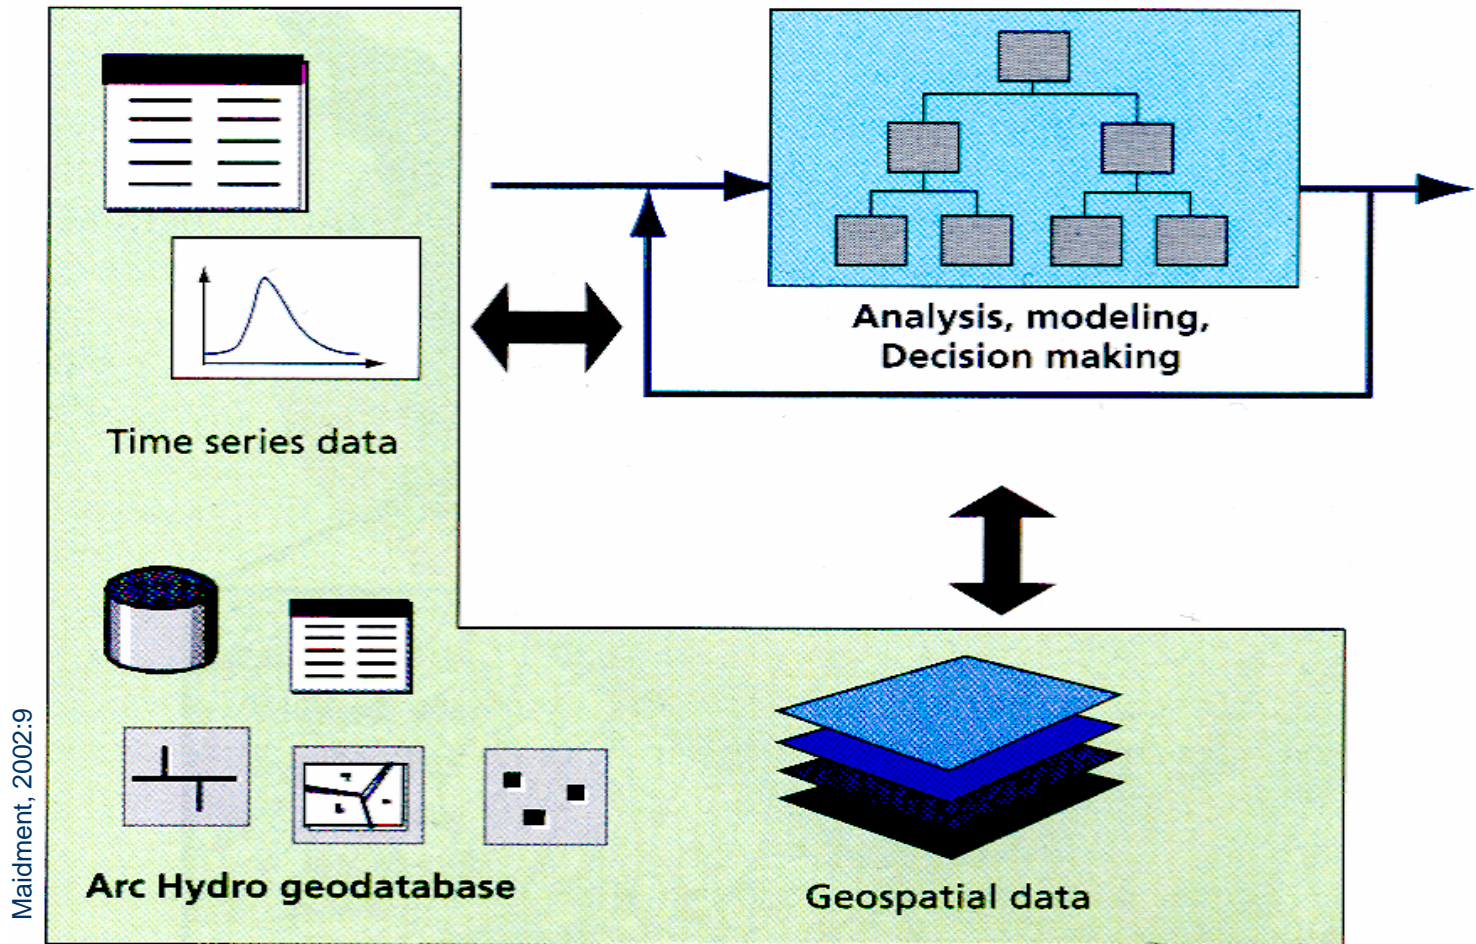 Analysis, modeling,
Decision making
Time series data
Arc Hydro geodatabase
Geospatial data
Maidment, 2002:9